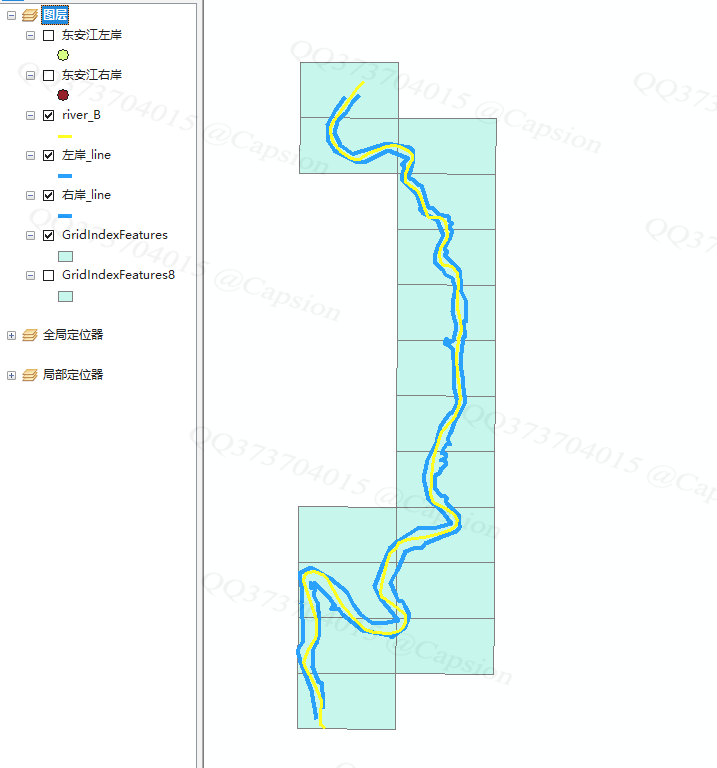 图层
东安江左岸
东安江右岸
river_B
左岸_line
右岸_line
GridIndexFeatures
GridIndexFeatures8
全局定位器
局部定位器
QQ373704015 @Capsion
QQ373704015 @Capsion
QQ373704015 @Capsion
QQ373704015 @Capsion
QQ373704015 @Capsion
QQ373704015 @Capsion
QQ373704015 @Capsion